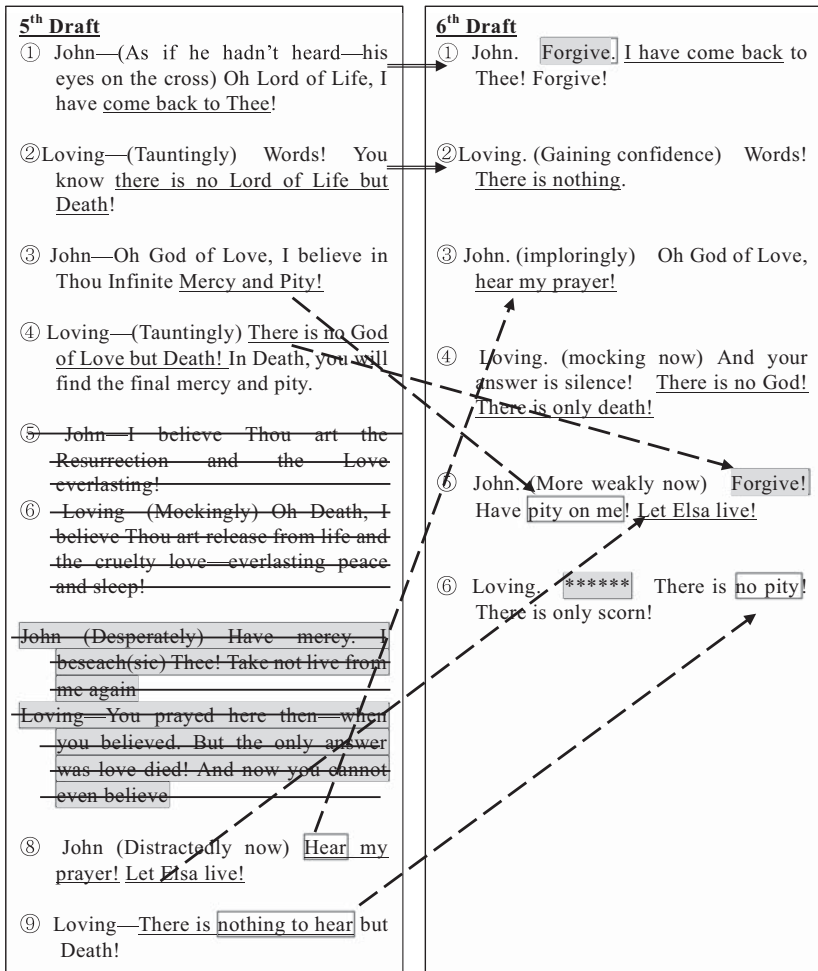 5th Draft
① John—(As if he hadn't heard—his
eyes on the cross) Oh Lord of Life, I
have come back to Thee!
②Loving—(Tauntingly) Words! You
know there is no Lord of Life but
Death!
③ John—Oh God of Love, I believe in
Thou Infinite Mercy and Pity!
④ Loving—(Tauntingly) There is no God
of Love but Death! In Death, you will
find the final mercy and pity.
⑤ John—I believe Thou art the
Resurrection and the Love
everlasting!
⑥ Loving (Mockingly) Oh Death, I
believe Thou art release from life and
the cruelty love—everlasting peace
and sleep!
John (Desperately) Have mercy. I
beseach(sic) Thee! Take not live from
me again
Loving—You prayed here then—when
you believed. But the only answer
was love died! And now you cannot
even believe
⑧ John (Distractedly now) Hear my
prayer! Let Elsa live!
⑨ Loving—There is nothing to hear but
Death!
6th Draft
① John. Forgive. I have come back to
Thee! Forgive!
②Loving. (Gaining confidence) Words!
There is nothing.
③ John. (imploringly) Oh God of Love,
hear my prayer!
④ Loving. (mocking now) And your
answer is silence! There is no God!
There is only death!
⑤ John. (More weakly now) Forgive!
Have pity on me! Let Elsa live!
⑥ Loving. ****** There is no pity!
There is only scorn!